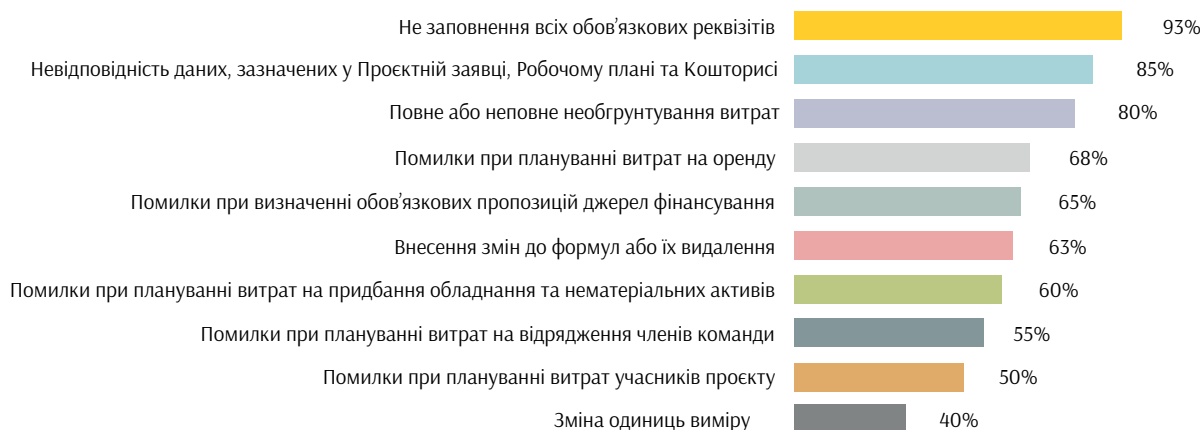 Не заповнення всіх обов’язкових реквізітів 93%
Невідповідність даних, зазначених у Проєктній заявці, Робочому плані та Кошторисі 85%
Повне або неповне необгрунтування витрат 80%
Помилки при плануванні витрат на оренду 68%
Помилки при визначенні обов’язкових пропозицій джерел фінансування 65%
Внесення змін до формул або їх видалення 63%
Помилки при плануванні витрат на придбання обладнання та нематеріальних активів 60%
Помилки при плануванні витрат на відрядження членів команди 55%
Помилки при плануванні витрат учасників проєкту 50%
Зміна одиниць виміру 40%